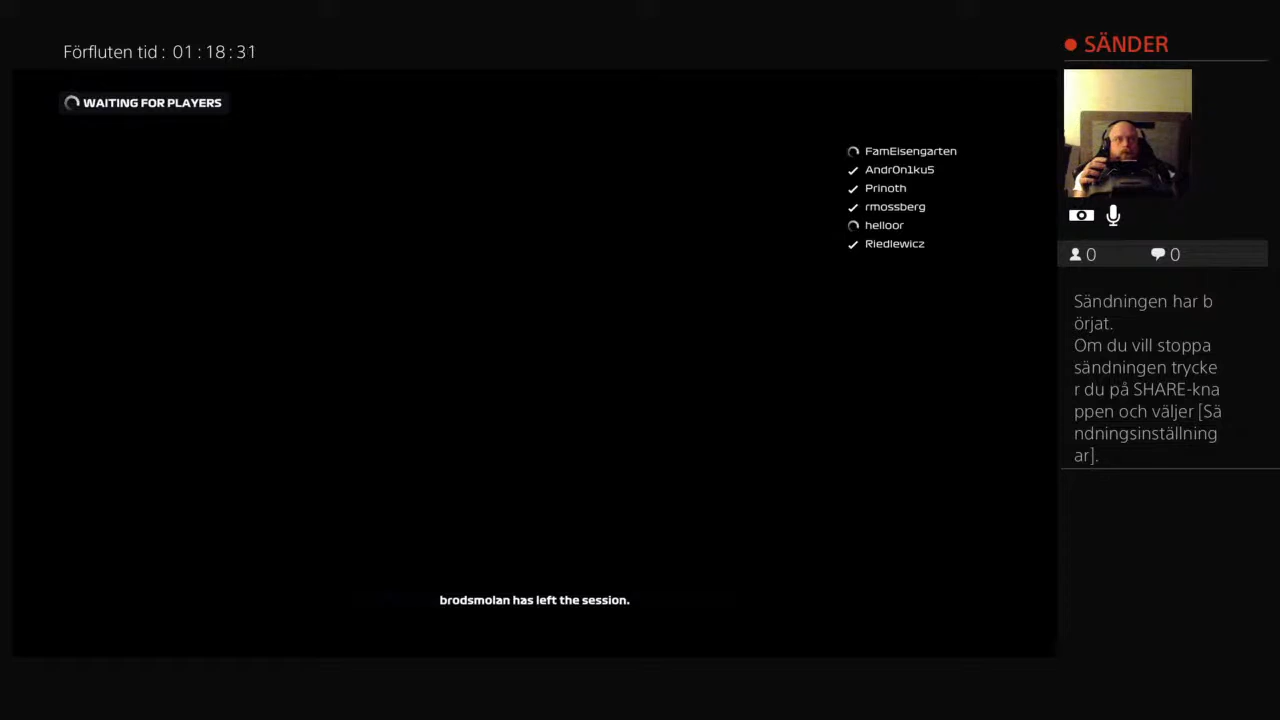 Förfluten tid : 01:18:31
SÄNDER
WAITING FOR PLAYERS
FamEisengarten
Andr0n1ku5
Prinoth
rmossberg
helloor
Riedlewicz
0 0
Sändningen har b
örjat.
Om du vill stoppa
sändningen trycke
r du på SHARE-kna
ppen och väljer [Sä
ndningsinställning
ar].
brodsmolan has left the session.